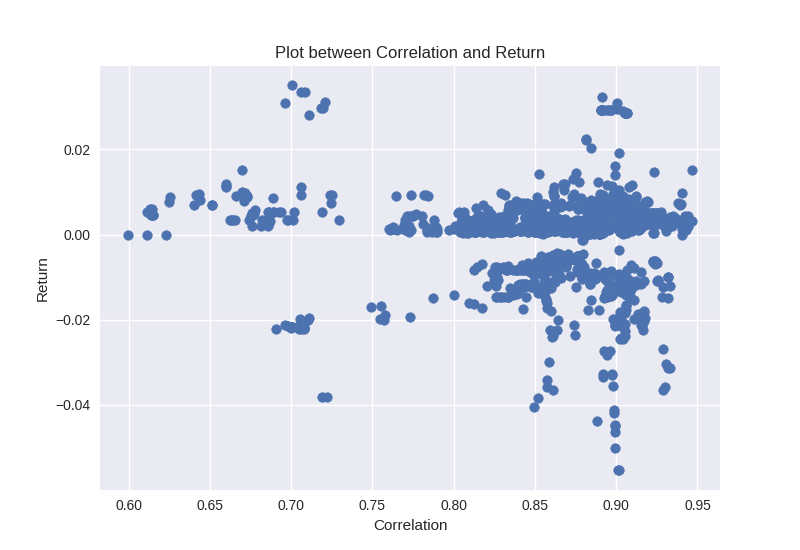 Plot between Correlation and Return
0.02
0.00
−0.02
−0.04
Return
0.60 0.65 0.70 0.75 0.80 0.85 0.90 0.95
Correlation